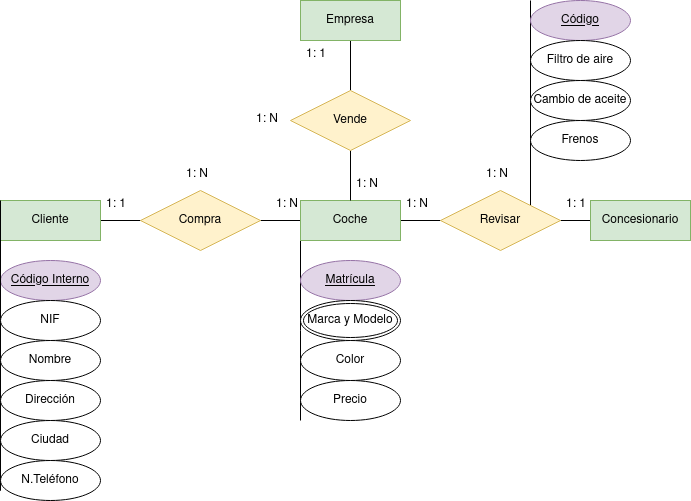 Empresa
Código
1: 1
Filtro de aire
Cambio de aceite
1: N
Vende
Frenos
1: N
1: N
1: N
1: 1
1: N
1: N
1: 1
Cliente
Compra
Coche
Revisar
Concesionario
Código Interno
Matrícula
NIF
Marca y Modelo
Nombre
Color
Dirección
Precio
Ciudad
N.Teléfono